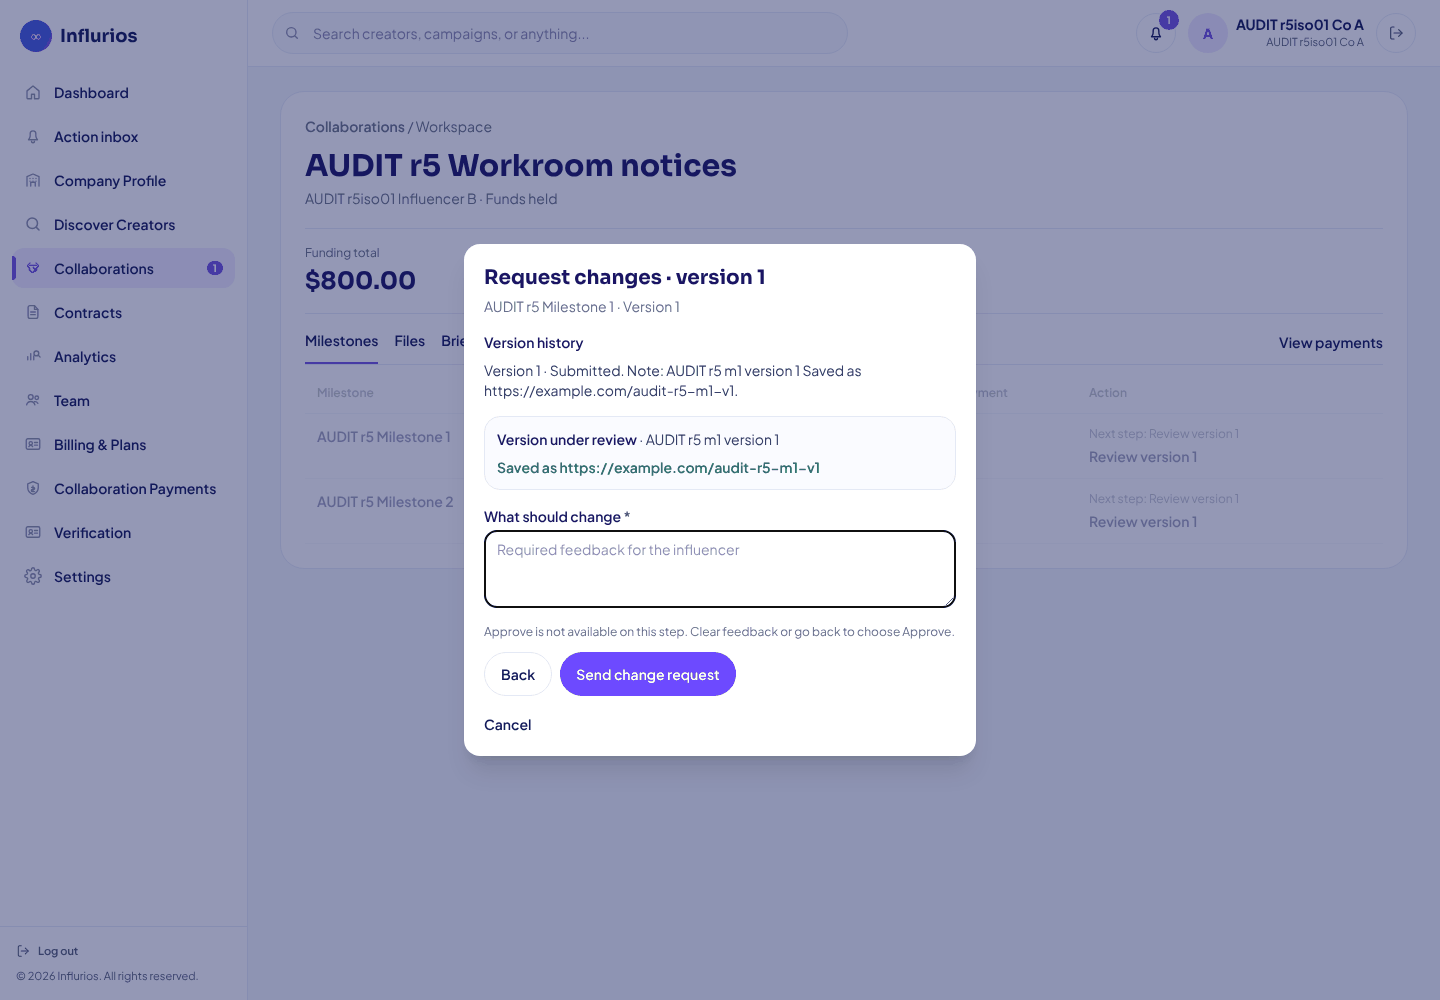 Influrios
Search creators, campaigns, or anything...
1
A
AUDIT r5iso01 Co A
AUDIT r5iso01 Co A
Dashboard
Action inbox
Company Profile
Discover Creators
Collaborations
1
Contracts
Analytics
Team
Billing & Plans
Collaboration Payments
Verification
Settings
Log out
© 2026 Influrios. All rights reserved.
Collaborations / Workspace
AUDIT r5 Workroom notices
AUDIT r5iso01 Influencer B · Funds held
Funding total
$800.00
Milestones
Files
View payments
Milestone
Action
AUDIT r5 Milestone 1
Next step: Review version 1
Review version 1
AUDIT r5 Milestone 2
Next step: Review version 1
Review version 1
Request changes · version 1
AUDIT r5 Milestone 1 · Version 1
Version history
Version 1 · Submitted. Note: AUDIT r5 m1 version 1 Saved as
https://example.com/audit-r5-m1-v1.
Version under review · AUDIT r5 m1 version 1
Saved as https://example.com/audit-r5-m1-v1
What should change *
Required feedback for the influencer
Approve is not available on this step. Clear feedback or go back to choose Approve.
Back
Send change request
Cancel